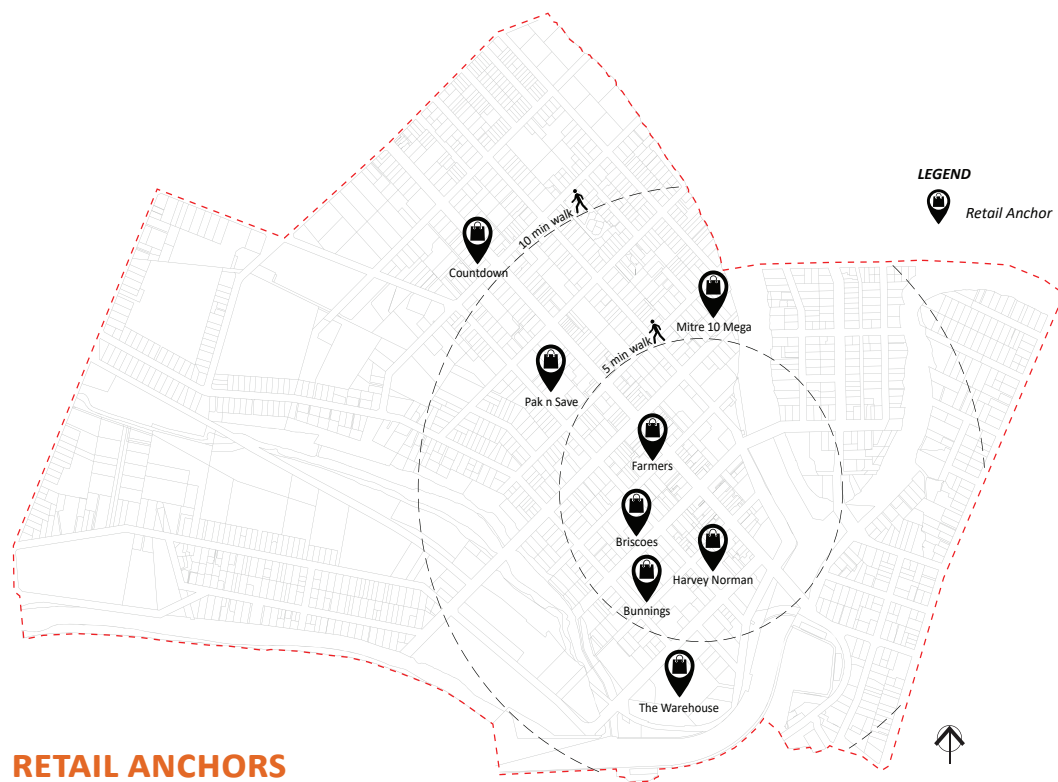 LEGEND
Retail Anchor
10 min walk
Countdown
Mitre 10 Mega
5 min walk
Pak n Save
Farmers
Briscoes
Harvey Norman
Bunnings
The Warehouse
RETAIL ANCHORS